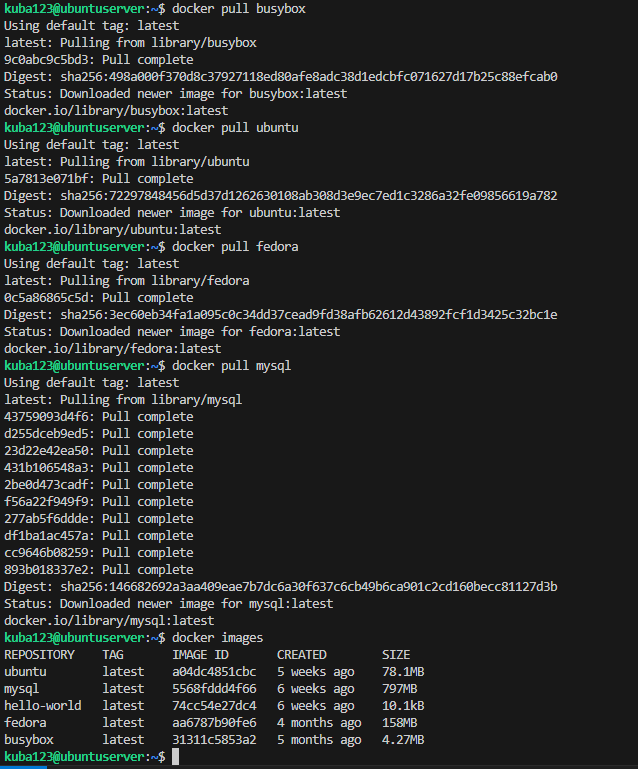 kuba123@ubuntuserver:~$ docker pull busybox
Using default tag: latest
latest: Pulling from library/busybox
9c0abc9c5bd3: Pull complete
Digest: sha256:498a000f370d8c37927118ed80afe8adc38d1edcbfc071627d17b25c88efcab0
Status: Downloaded newer image for busybox:latest
docker.io/library/busybox:latest
kuba123@ubuntuserver:~$ docker pull ubuntu
Using default tag: latest
latest: Pulling from library/ubuntu
5a7813e071bf: Pull complete
Digest: sha256:72297848456d5d37d1262630108ab308d3e9ec7ed1c3286a32fe09856619a782
Status: Downloaded newer image for ubuntu:latest
docker.io/library/ubuntu:latest
kuba123@ubuntuserver:~$ docker pull fedora
Using default tag: latest
latest: Pulling from library/fedora
0c5a86865c5d: Pull complete
Digest: sha256:3ec60eb34fa1a095c0c34dd37cead9fd38afb62612d43892fcf1d3425c32bc1e
Status: Downloaded newer image for fedora:latest
docker.io/library/fedora:latest
kuba123@ubuntuserver:~$ docker pull mysql
Using default tag: latest
latest: Pulling from library/mysql
43759093d4f6: Pull complete
d255dceb9ed5: Pull complete
23d22e42ea50: Pull complete
431b106548a3: Pull complete
2be0d473cadf: Pull complete
f56a22f949f9: Pull complete
277ab5f6ddde: Pull complete
df1ba1ac457a: Pull complete
cc9646b08259: Pull complete
893b018337e2: Pull complete
Digest: sha256:146682692a3aa409eae7b7dc6a30f637c6cb49b6ca901c2cd160becc81127d3b
Status: Downloaded newer image for mysql:latest
docker.io/library/mysql:latest
kuba123@ubuntuserver:~$ docker images
REPOSITORY    TAG       IMAGE ID       CREATED        SIZE
ubuntu        latest    a04dc4851cbc   5 weeks ago    78.1MB
mysql         latest    5568fddd4f66   6 weeks ago    797MB
hello-world   latest    74cc54e27dc4   6 weeks ago    10.1kB
fedora        latest    aa6787b90fe6   4 months ago   158MB
busybox       latest    31311c5853a2   5 months ago   4.27MB
kuba123@ubuntuserver:~$